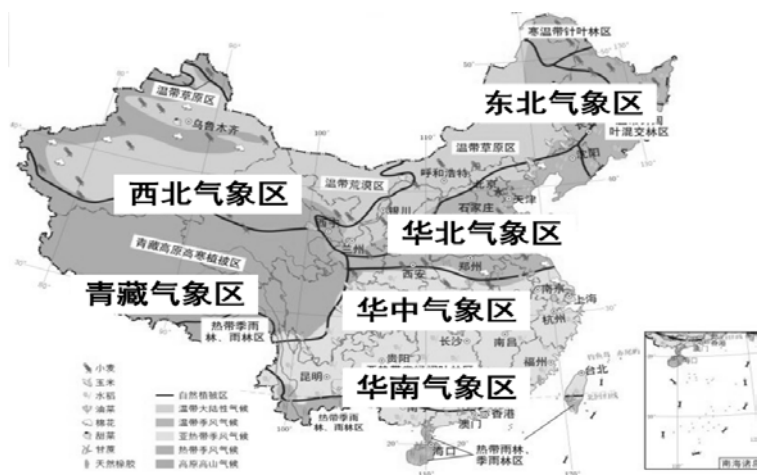 寒温带针叶林区
东北气象区
温带草原区
乌鲁木齐
叶混交林区
沈阳
温带草原区
呼和浩特
北京
天津
温带荒漠区
银川
石家庄
西北气象区
西宁
兰州
华北气象区
青藏高原高寒植被区
西安
郑州
青藏气象区
华中气象区
南京
上海
杭州
热带季雨
林、雨林区
长沙
南昌
贵阳
福州
台北
昆明
华南气象区
香港
澳门
热带季雨
林、雨林区
海口
热带雨林、
季雨林区
小麦
玉米
水稻
油菜
棉花
甜菜
甘蔗
天然橡胶
自然植被区
温带大陆性气候
温带季风气候
亚热带季风气候
热带季风气候
高原高山气候
南海诸岛